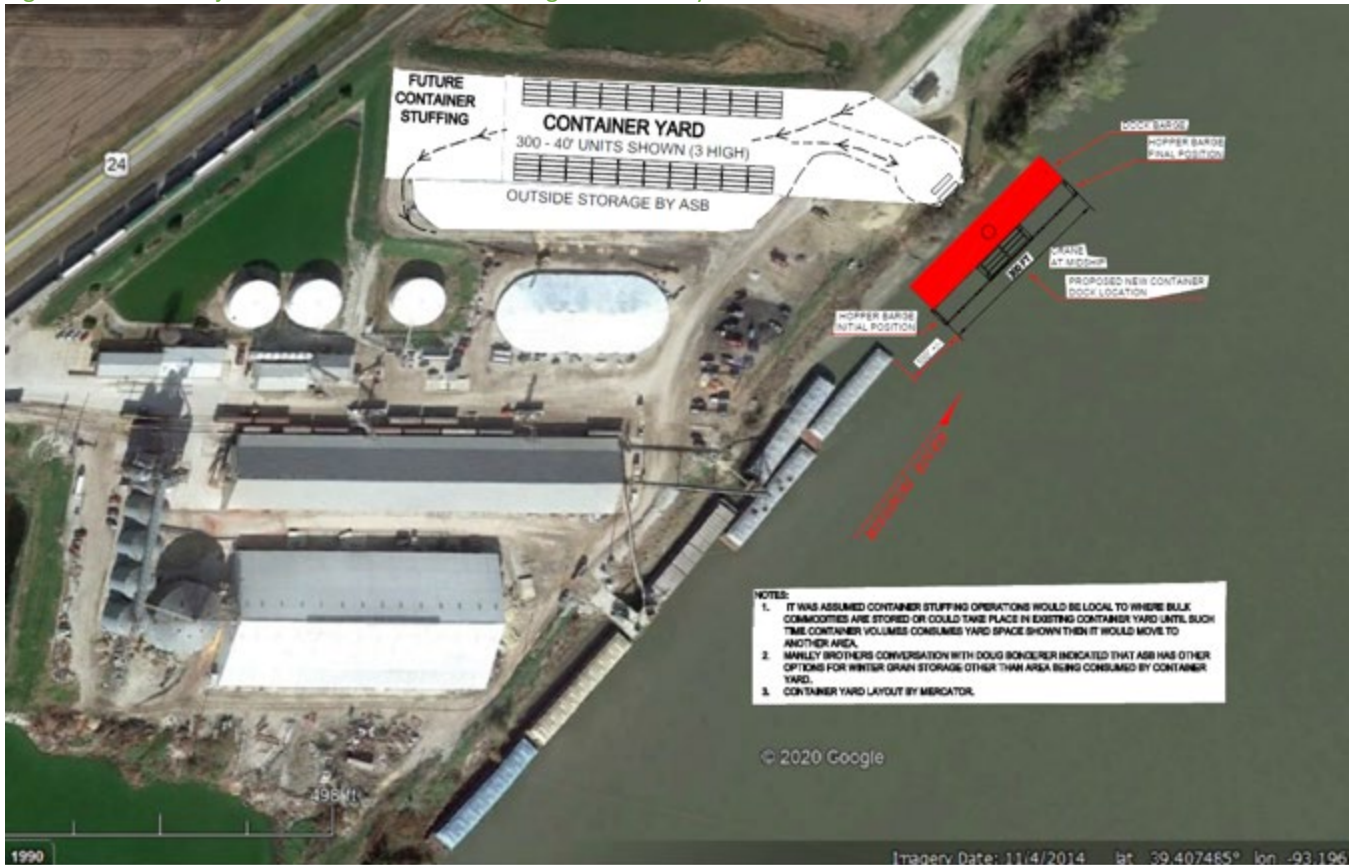 24
FUTURE
CONTAINER
STUFFING
CONTAINER YARD
300 - 40' UNITS SHOWN (3 HIGH)
OUTSIDE STORAGE BY ASB
DOCK BARGE
HOPPER BARGE
FINAL POSITION
CRANE
AT MIDSHIP
PROPOSED NEW CONTAINER
DOCK LOCATION
HOPPER BARGE
INITIAL POSITION
NOTES:
1. IT WAS ASSUMED CONTAINER STUFFING OPERATIONS WOULD BE LOCAL TO WHERE BULK
COMMODITIES ARE STORED OR COULD TAKE PLACE IN EXISTING CONTAINER YARD UNTIL SUCH
TIME CONTAINER VOLUMES CONSUMES YARD SPACE SHOWN THEN IT WOULD MOVE TO
ANOTHER AREA.
2. MANLEY BROTHERS CONVERSATION WITH DOUG BONDERER INDICATED THAT ASB HAS OTHER
OPTIONS FOR WINTER GRAIN STORAGE OTHER THAN AREA BEING CONSUMED BY CONTAINER
YARD.
3. CONTAINER YARD LAYOUT BY MERCATOR.
© 2020 Google
498 ft
1990
Imagery Date: 11/4/2014 lat 39.407485° lon -93.196